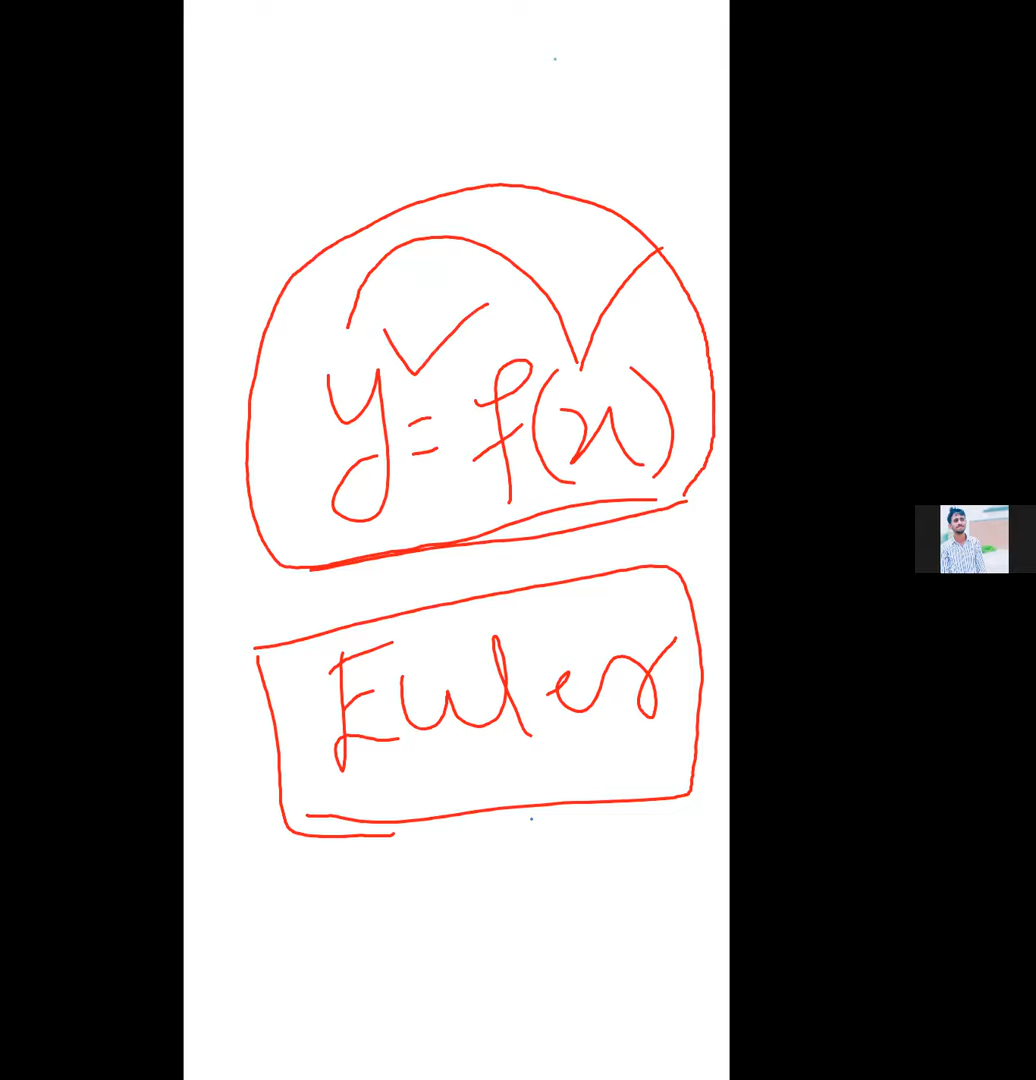 y = f(x)
Euler